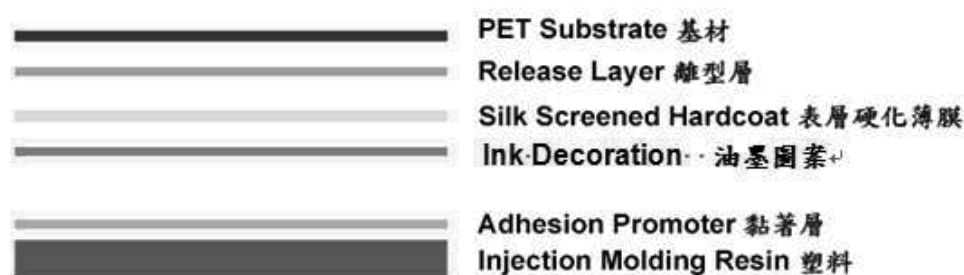 PET Substrate 基材
Release Layer 離型層
Silk Screened Hardcoat 表層硬化薄膜
Ink·Decoration··油墨圖案↵
Adhesion Promoter 黏著層
Injection Molding Resin 塑料